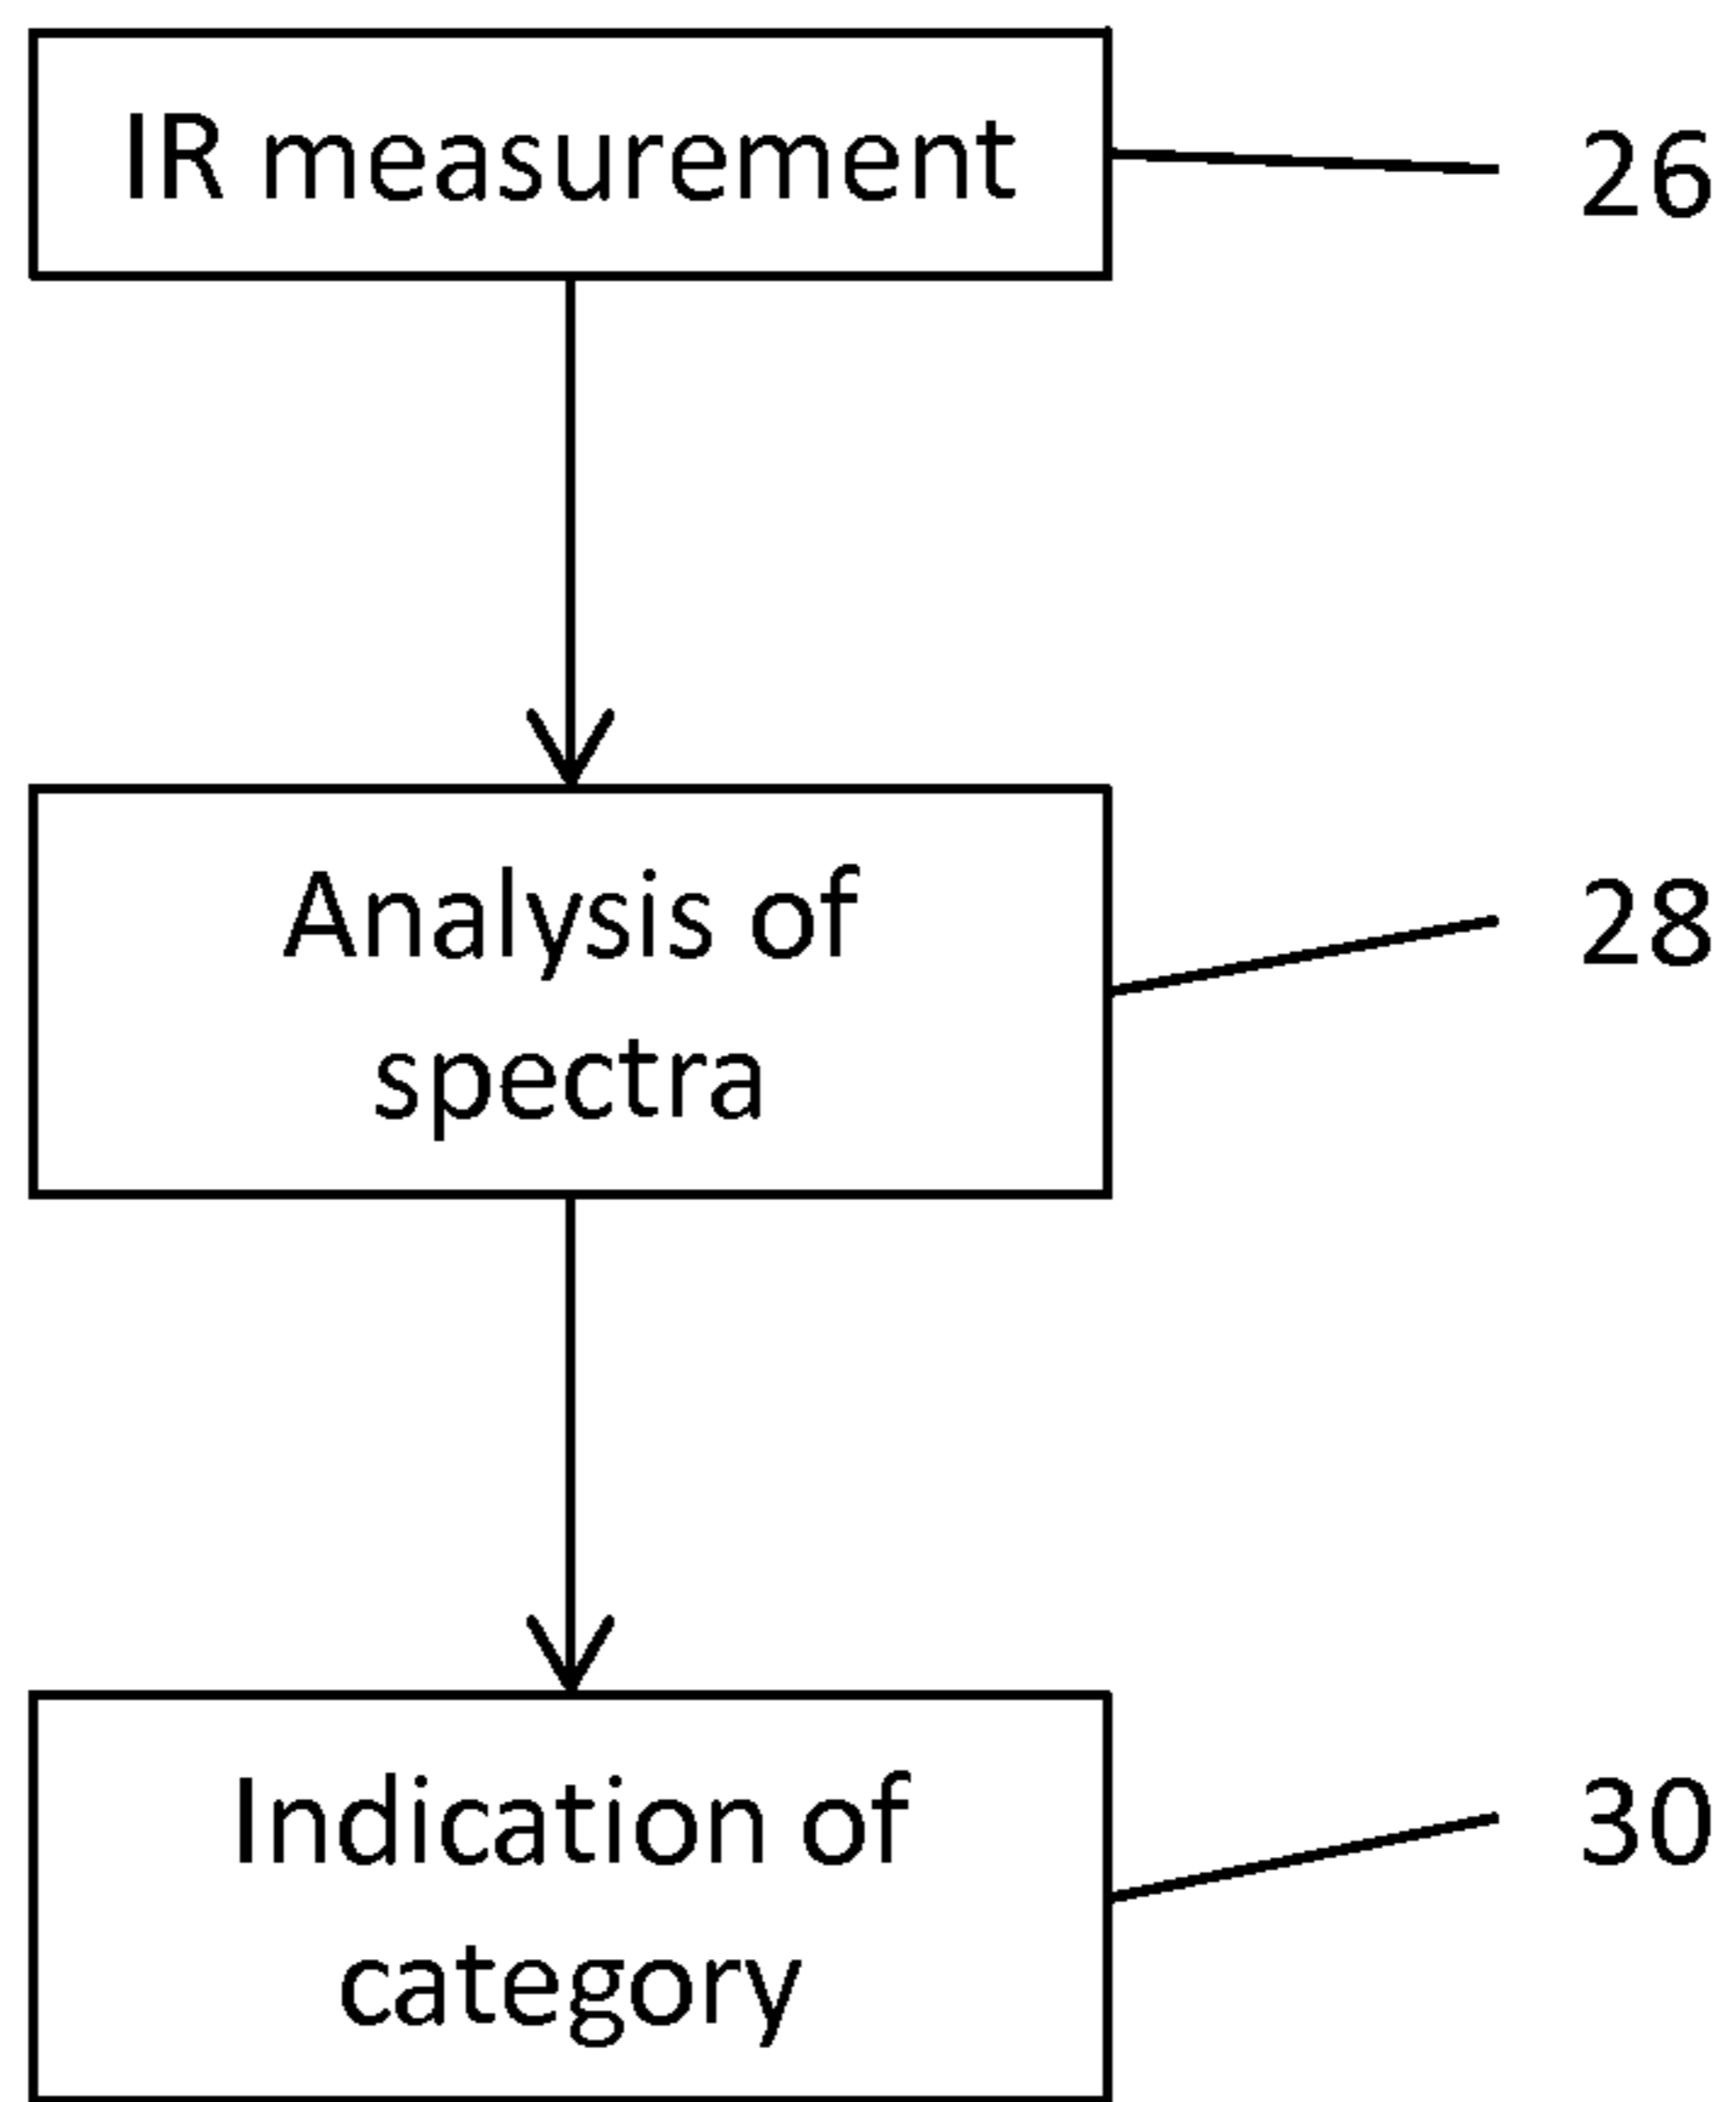 IR measurement
26
Analysis of
spectra
28
Indication of
category
30